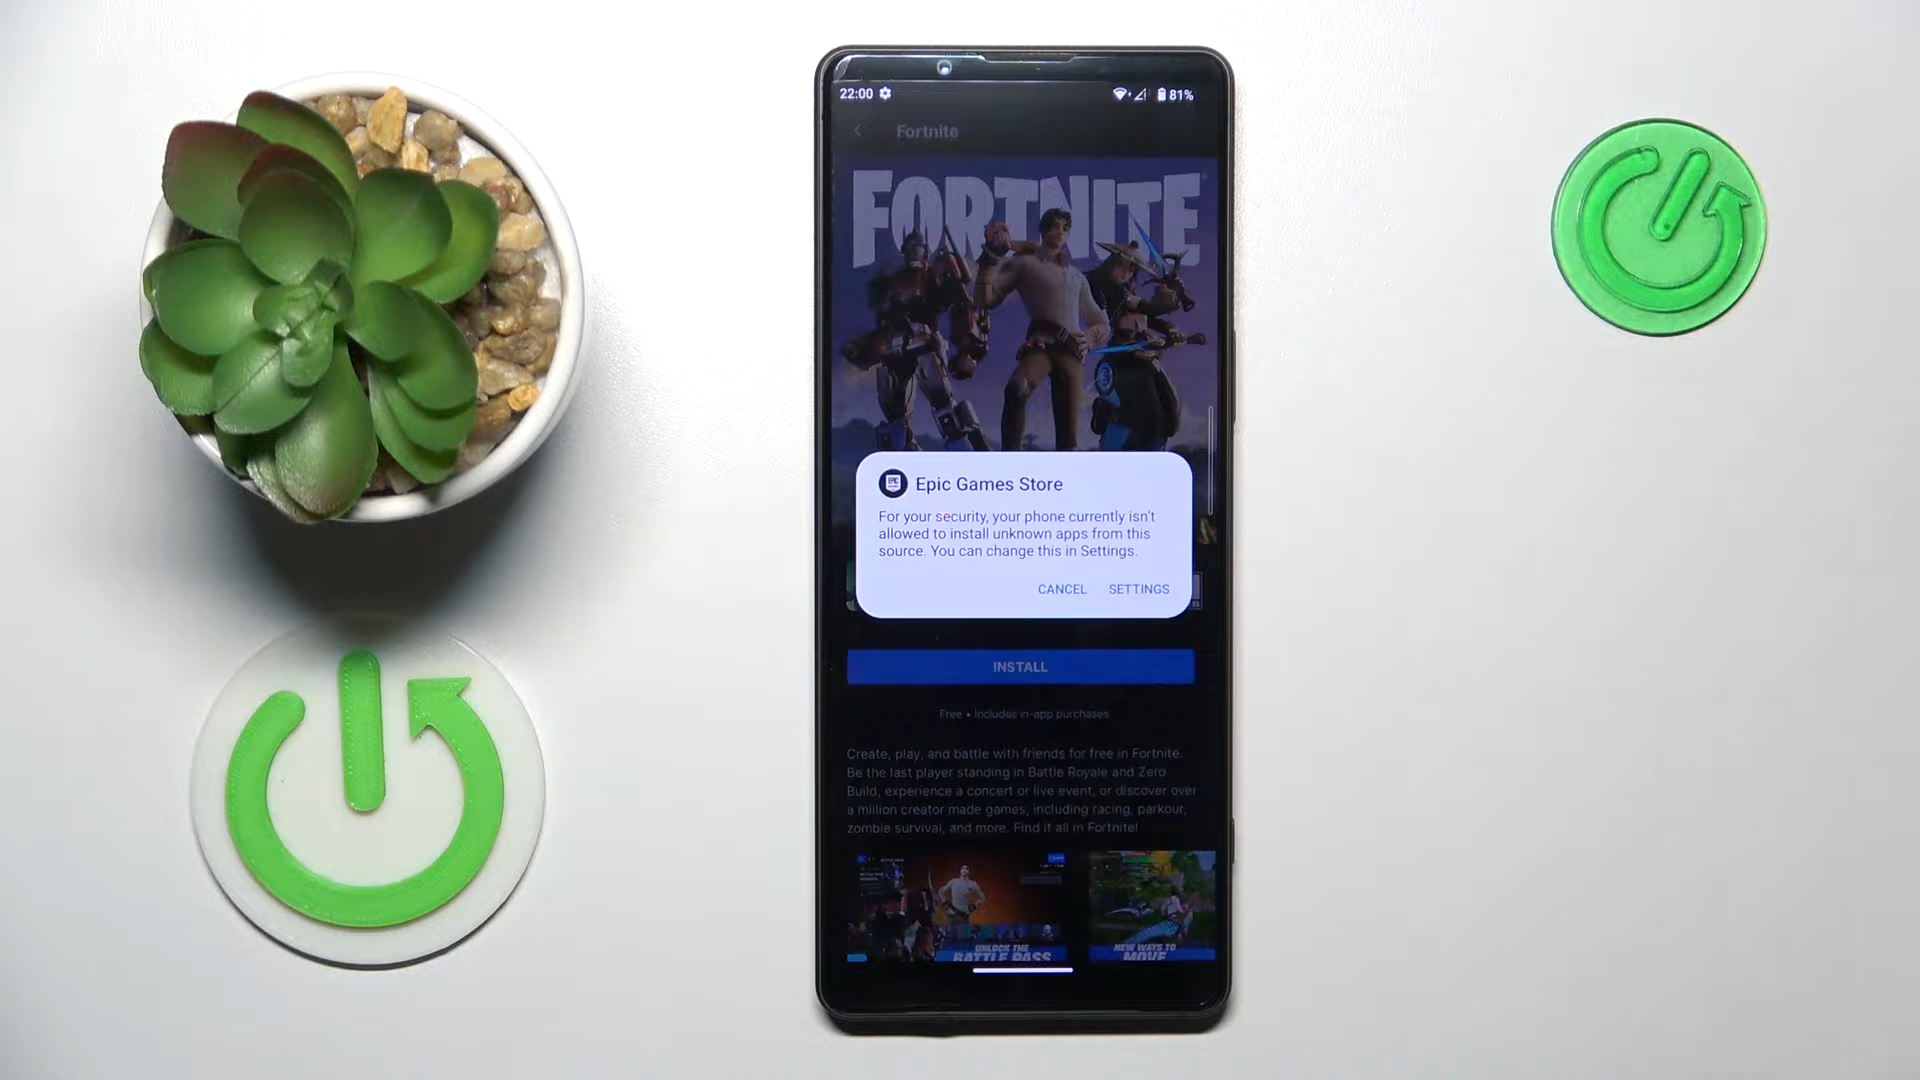 22:00
81%
Fortnite
FORTNITE
EPIC
Epic Games Store
For your security, your phone currently isn't
allowed to install unknown apps from this
source. You can change this in Settings.
CANCEL
SETTINGS
INSTALL
Free • Includes in-app purchases
Create, play, and battle with friends for free in Fortnite.
Be the last player standing in Battle Royale and Zero
Build, experience a concert or live event, or discover over
a million creator made games, including racing, parkour,
zombie survival, and more. Find it all in Fortnite!
UNLOCK THE
BATTLE PASS
NEW WAYS TO
MOVE